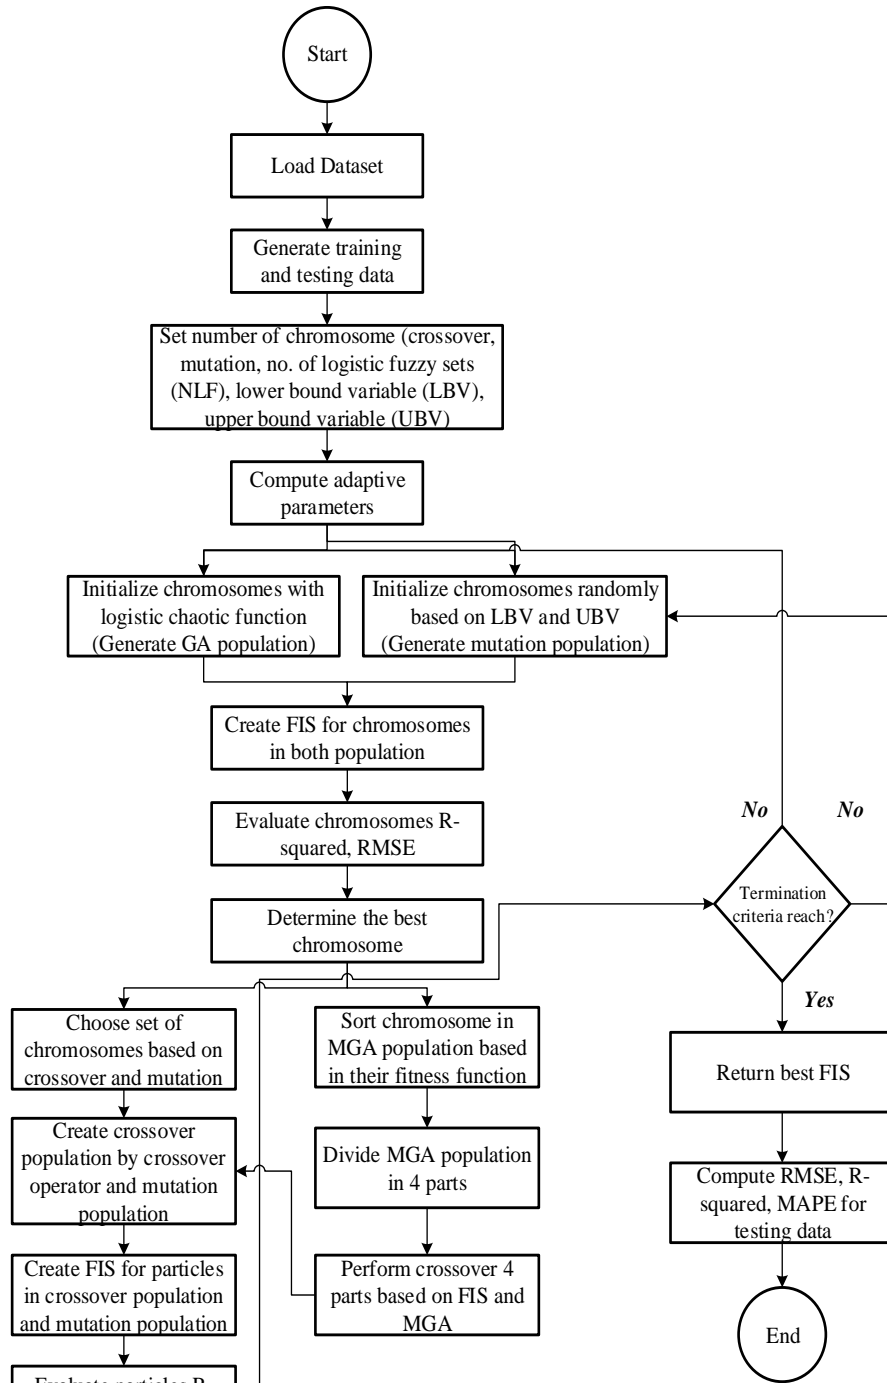 Start
Load Dataset
Generate training
and testing data
Set number of chromosome (crossover,
mutation, no. of logistic fuzzy sets
(NLF), lower bound variable (LBV),
upper bound variable (UBV)
Compute adaptive
parameters
Initialize chromosomes with
logistic chaotic function
(Generate GA population)
Initialize chromosomes randomly
based on LBV and UBV
(Generate mutation population)
Create FIS for chromosomes
in both population
Evaluate chromosomes R-
squared, RMSE
Determine the best
chromosome
Choose set of
chromosomes based on
crossover and mutation
Create crossover
population by crossover
operator and mutation
population
Create FIS for particles
in crossover population
and mutation population
Evaluate particles R-
Sort chromosome in
MGA population based
in their fitness function
Divide MGA population
in 4 parts
Perform crossover 4
parts based on FIS and
MGA
No
No
Termination
criteria reach?
Yes
Return best FIS
Compute RMSE, R-
squared, MAPE for
testing data
End